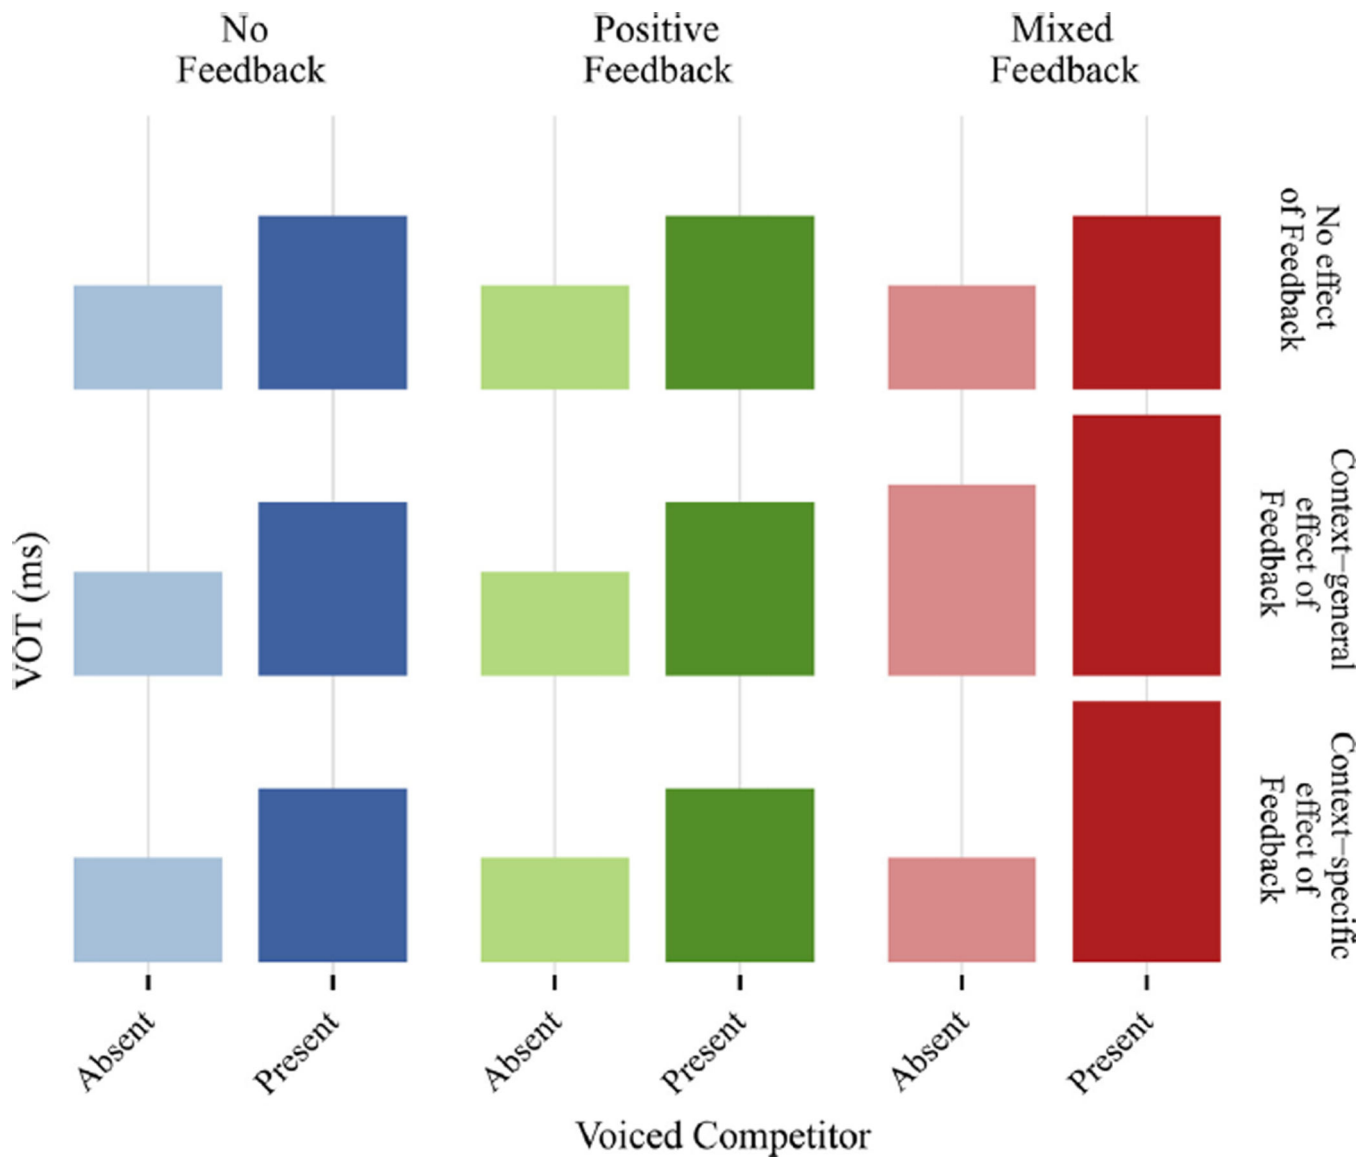 No
Feedback
Positive
Feedback
Mixed
Feedback
No effect
of Feedback
Context-general
effect of
Feedback
Context-specific
effect of
Feedback
VOT (ms)
Absent
Present
Absent
Present
Absent
Present
Voiced Competitor